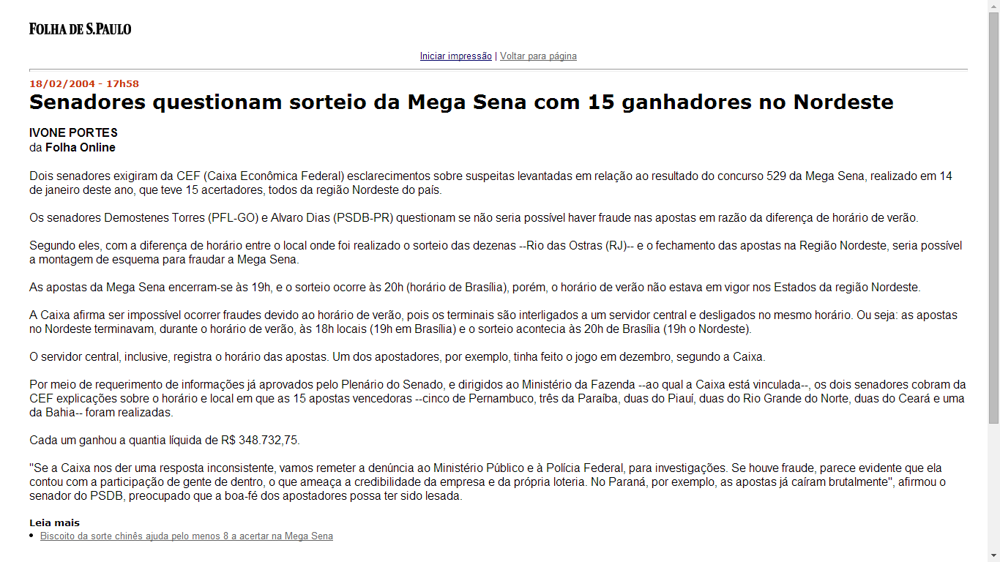 FOLHA DE S.PAULO
Iniciar impressão | Voltar para página
18/02/2004 - 17h58
Senadores questionam sorteio da Mega Sena com 15 ganhadores no Nordeste
IVONE PORTES
da Folha Online
Dois senadores exigiram da CEF (Caixa Econômica Federal) esclarecimentos sobre suspeitas levantadas em relação ao resultado do concurso 529 da Mega Sena, realizado em 14
de janeiro deste ano, que teve 15 acertadores, todos da região Nordeste do país.
Os senadores Demostenes Torres (PFL-GO) e Alvaro Dias (PSDB-PR) questionam se não seria possível haver fraude nas apostas em razão da diferença de horário de verão.
Segundo eles, com a diferença de horário entre o local onde foi realizado o sorteio das dezenas --Rio das Ostras (RJ)-- e o fechamento das apostas na Região Nordeste, seria possível
a montagem de esquema para fraudar a Mega Sena.
As apostas da Mega Sena encerram-se às 19h, e o sorteio ocorre às 20h (horário de Brasília), porém, o horário de verão não estava em vigor nos Estados da região Nordeste.
A Caixa afirma ser impossível ocorrer fraudes devido ao horário de verão, pois os terminais são interligados a um servidor central e desligados no mesmo horário. Ou seja: as apostas
no Nordeste terminavam, durante o horário de verão, às 18h locais (19h em Brasília) e o sorteio acontecia às 20h de Brasília (19h o Nordeste).
O servidor central, inclusive, registra o horário das apostas. Um dos apostadores, por exemplo, tinha feito o jogo em dezembro, segundo a Caixa.
Por meio de requerimento de informações já aprovados pelo Plenário do Senado, e dirigidos ao Ministério da Fazenda --ao qual a Caixa está vinculada--, os dois senadores cobram da
CEF explicações sobre o horário e local em que as 15 apostas vencedoras --cinco de Pernambuco, três da Paraíba, duas do Piauí, duas do Rio Grande do Norte, duas do Ceará e uma
da Bahia-- foram realizadas.
Cada um ganhou a quantia líquida de R$ 348.732,75.
"Se a Caixa nos der uma resposta inconsistente, vamos remeter a denúncia ao Ministério Público e à Polícia Federal, para investigações. Se houve fraude, parece evidente que ela
contou com a participação de gente de dentro, o que ameaça a credibilidade da empresa e da própria loteria. No Paraná, por exemplo, as apostas já caíram brutalmente", afirmou o
senador do PSDB, preocupado que a boa-fé dos apostadores possa ter sido lesada.
Leia mais
• Biscoito da sorte chinês ajuda pelo menos 8 a acertar na Mega Sena